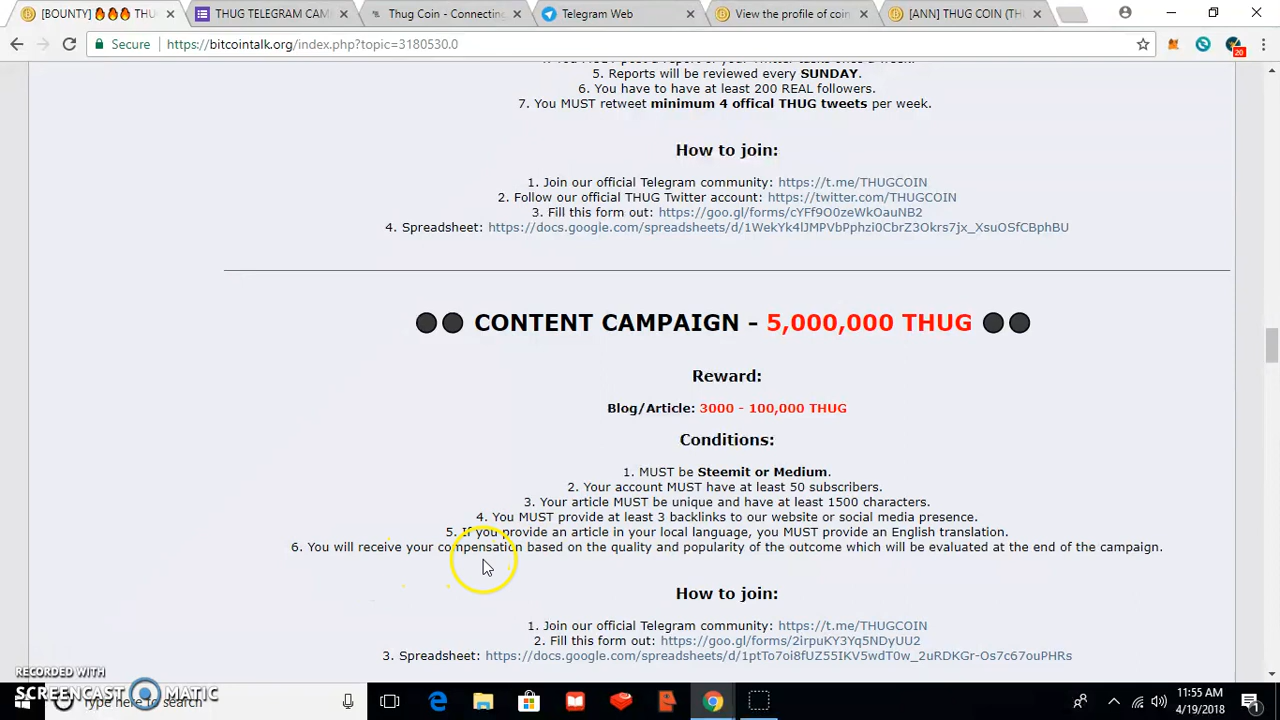 [BOUNTY] 🔥🔥🔥 THU
THUG TELEGRAM CAM
Thug Coin - Connectin
Telegram Web
View the profile of coin
[ANN] THUG COIN (TH
Secure
https://bitcointalk.org/index.php?topic=3180530.0
20
5. Reports will be reviewed every SUNDAY.
6. You have to have at least 200 REAL followers.
7. You MUST retweet minimum 4 offical THUG tweets per week.
How to join:
1. Join our official Telegram community: https://t.me/THUGCOIN
2. Follow our official THUG Twitter account: https://twitter.com/THUGCOIN
3. Fill this form out: https://goo.gl/forms/cYFf9O0zeWkOauNB2
4. Spreadsheet: https://docs.google.com/spreadsheets/d/1WekYk4lJMPVbPphzi0CbrZ3Okrs7jx_XsuOSfCBphBU
CONTENT CAMPAIGN - 5,000,000 THUG
Reward:
Blog/Article: 3000 - 100,000 THUG
Conditions:
1. MUST be Steemit or Medium.
2. Your account MUST have at least 50 subscribers.
3. Your article MUST be unique and have at least 1500 characters.
4. You MUST provide at least 3 backlinks to our website or social media presence.
5. If you provide an article in your local language, you MUST provide an English translation.
6. You will receive your compensation based on the quality and popularity of the outcome which will be evaluated at the end of the campaign.
How to join:
1. Join our official Telegram community: https://t.me/THUGCOIN
2. Fill this form out: https://goo.gl/forms/2irpuKY3Yq5NDyUU2
3. Spreadsheet: https://docs.google.com/spreadsheets/d/1ptTo7oi8fUZ55IKV5wdT0w_2uRDKGr-Os7c67ouPHRs
RECORDED WITH
SCREENCAST MATIC
Type here to search
11:55 AM
4/19/2018
1